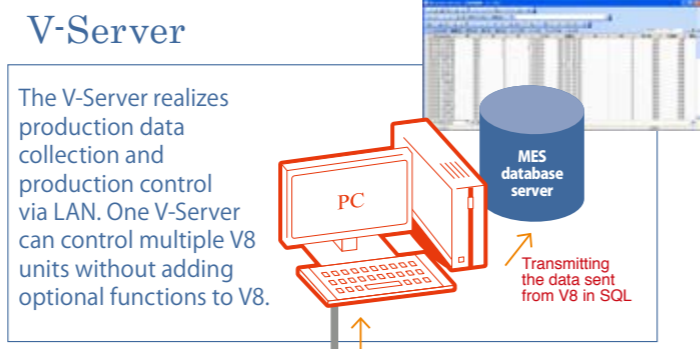 V-Server
The V-Server realizes
production data
collection and
production control
via LAN. One V-Server
can control multiple V8
units without adding
optional functions to V8.
PC
MES
database
server
Transmitting
the data sent
from V8 in SQL